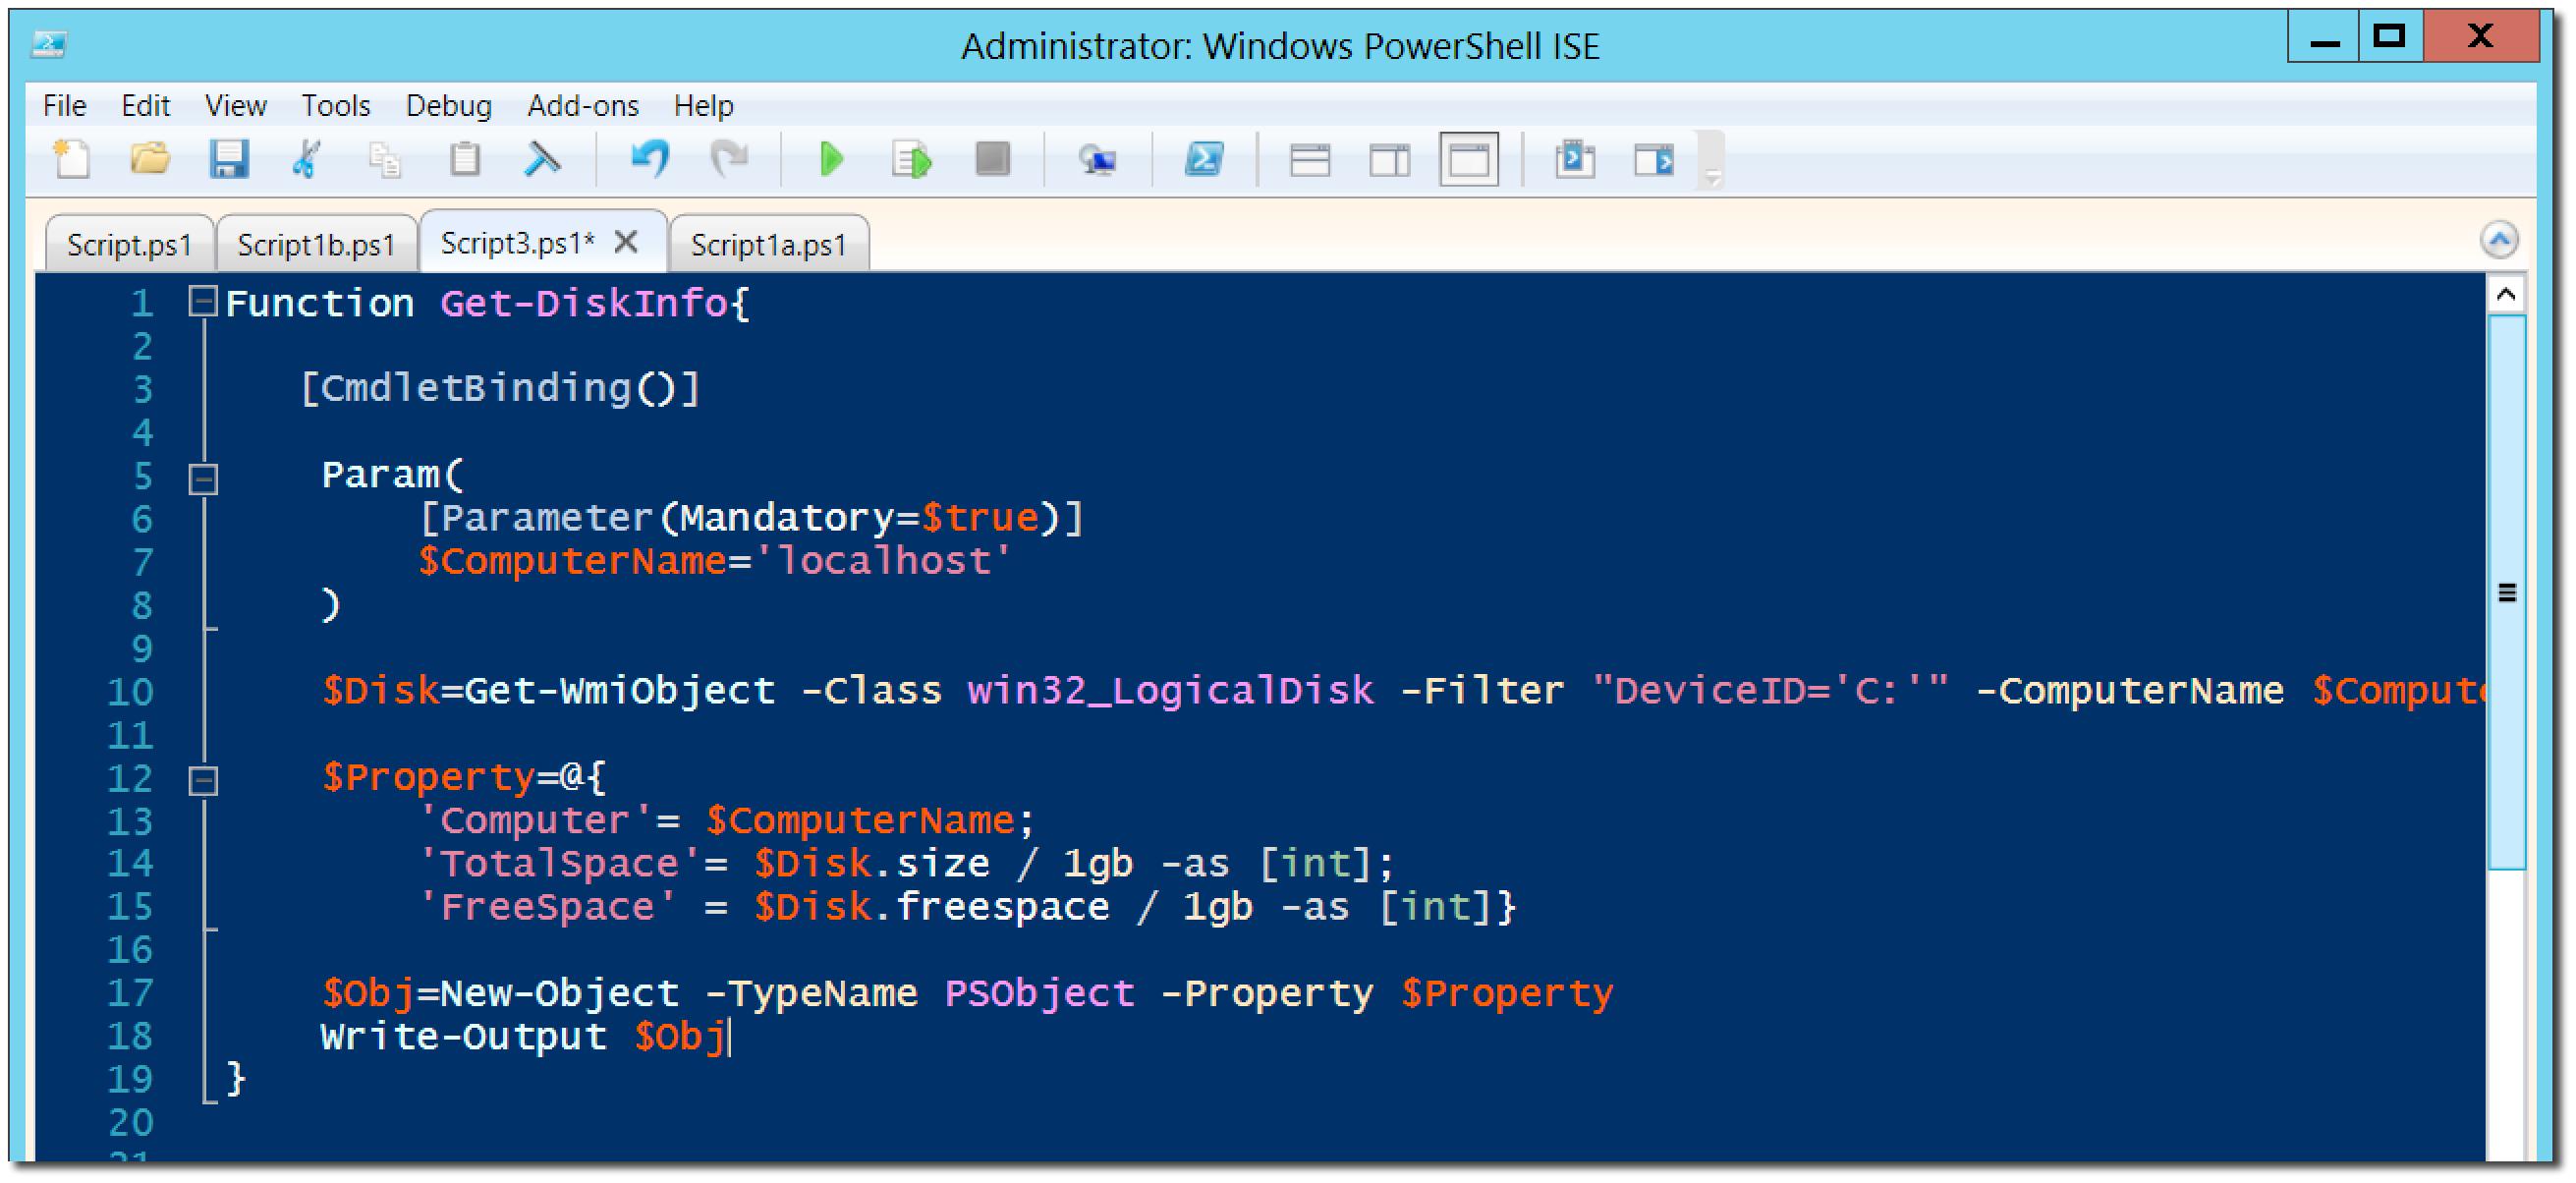 Administrator: Windows PowerShell ISE
File Edit View Tools Debug Add-ons Help
Script.ps1 Script1b.ps1 Script3.ps1* Script1a.ps1
1 Function Get-DiskInfo{
2
3 [CmdletBinding()]
4
5 Param(
6 [Parameter(Mandatory=$true)]
7 $ComputerName='localhost'
8 )
9
10 $Disk=Get-WmiObject -Class win32_LogicalDisk -Filter "DeviceID='C:'" -ComputerName $Compute
11
12 $Property=@{
13 'Computer'= $ComputerName;
14 'TotalSpace'= $Disk.size / 1gb -as [int];
15 'FreeSpace' = $Disk.freespace / 1gb -as [int]}
16
17 $Obj=New-Object -TypeName PSObject -Property $Property
18 Write-Output $Obj
19 }
20
21